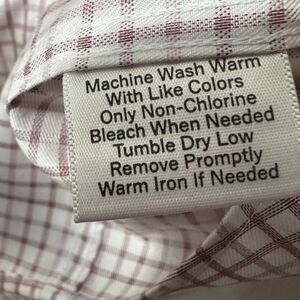 Machine Wash Warm
With Like Colors
Only Non-Chlorine
Bleach When Needed
Tumble Dry Low
Remove Promptly
Warm Iron If Needed